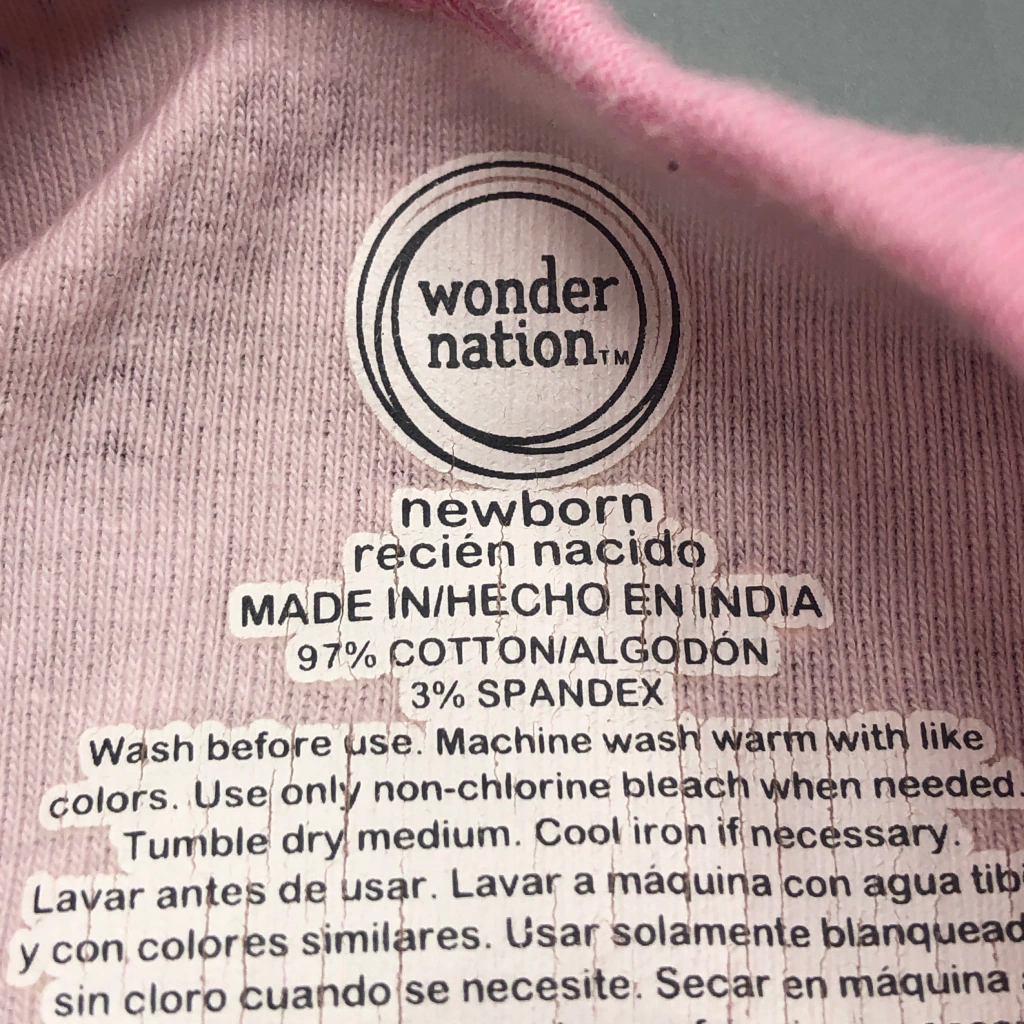 wonder
nation™
newborn
recién nacido
MADE IN/HECHO EN INDIA
97% COTTON/ALGODÓN
3% SPANDEX
Wash before use. Machine wash warm with like
colors. Use only non-chlorine bleach when needed.
Tumble dry medium. Cool iron if necessary.
Lavar antes de usar. Lavar a máquina con agua
y con colores similares. Usar solamente
sin cloro cuando se necesite. Secar en máquina